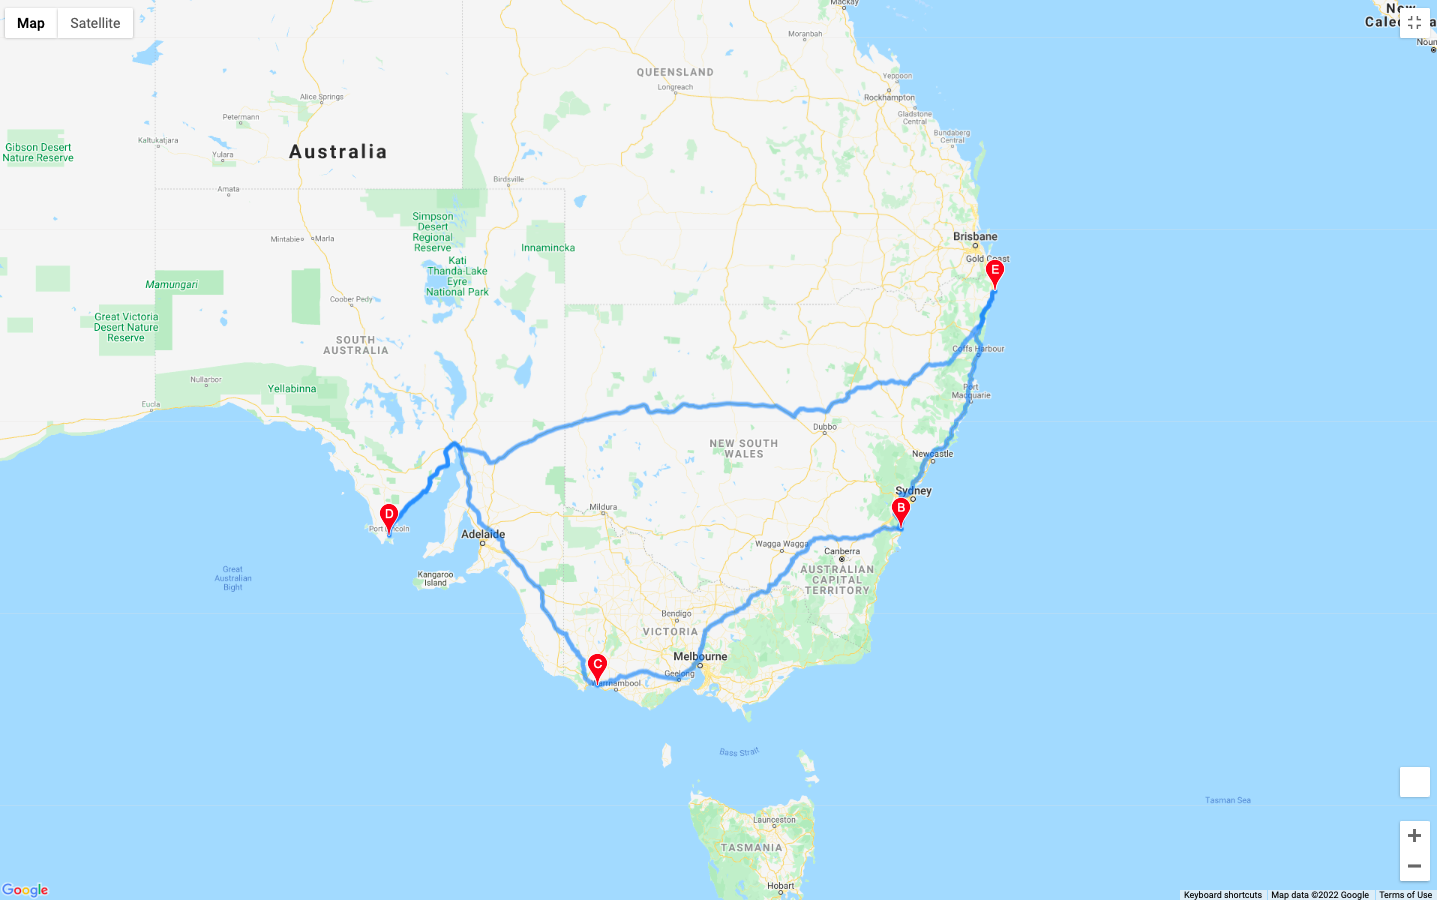 Map
Satellite
Mackay
New
Caledonia
Moranbah
QUEENSLAND
Longreach
Yeppoon
Rockhampton
Gladstone
Central
Alice Springs
Petermann
Bundaberg
Central
Kaltukatjara
Gibson Desert
Nature Reserve
Yulara
Australia
Birdsville
Amata
Simpson
Desert
Regional
Reserve
Mintabie
Marla
Innamincka
Brisbane
Gold Coast
Kati
Thanda-Lake
Eyre
National Park
E
Mamungari
Coober Pedy
Great Victoria
Desert Nature
Reserve
SOUTH
AUSTRALIA
Coffs Harbour
Nullarbor
Yellabinna
Port
Macquarie
Eucla
Dubbo
NEW SOUTH
WALES
Newcastle
Sydney
B
Mildura
D
Port Lincoln
Adelaide
Wagga Wagga
Canberra
AUSTRALIAN
CAPITAL
TERRITORY
Great
Australian
Bight
Kangaroo
Island
Bendigo
VICTORIA
Melbourne
C
Geelong
Warrnambool
Bass Strait
Tasman Sea
Launceston
TASMANIA
Hobart
Google
Keyboard shortcuts
Map data ©2022 Google
Terms of Use